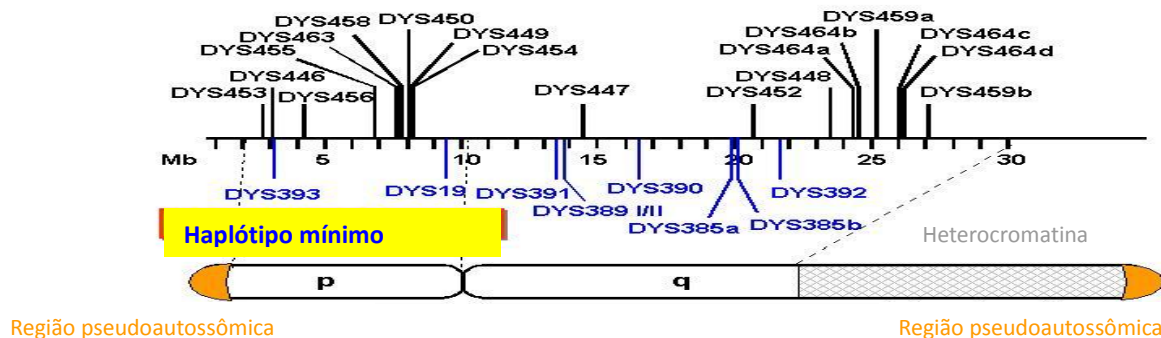 DYS450
DYS458
DYS463
DYS455
DYS449
DYS454
DYS446
DYS453
DYS456
DYS447
DYS459a
DYS464b
DYS464a
DYS464c
DYS464d
DYS448
DYS452
DYS459b
Mb 5 10 15 20 25 30
DYS393 DYS19 DYS391 DYS390 DYS392
DYS389 I/II
DYS385a DYS385b
Haplótipo mínimo
Heterocromatina
p q
Região pseudoautossômica Região pseudoautossômica